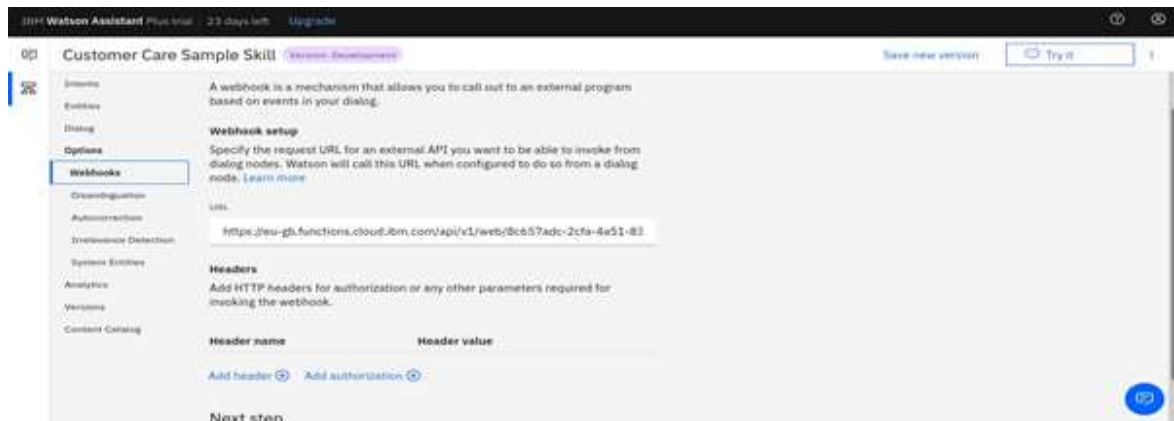 IBM Watson Assistant Plus trial 23 days left Upgrade
Customer Care Sample Skill Version: Development Save new version Try it
Intents
Entities
Dialog
Options
Webhooks
Disambiguation
Autocorrection
Irrelevance Detection
System Entities
Analytics
Versions
Content Catalog
A webhook is a mechanism that allows you to call out to an external program
based on events in your dialog.
Webhook setup
Specify the request URL for an external API you want to be able to invoke from
dialog nodes. Watson will call this URL when configured to do so from a dialog
node. Learn more
URL
https://eu-gb.functions.cloud.ibm.com/api/v1/web/8c657adc-2cfa-4a51-83
Headers
Add HTTP headers for authorization or any other parameters required for
invoking the webhook.
Header name Header value
Add header Add authorization
Next step